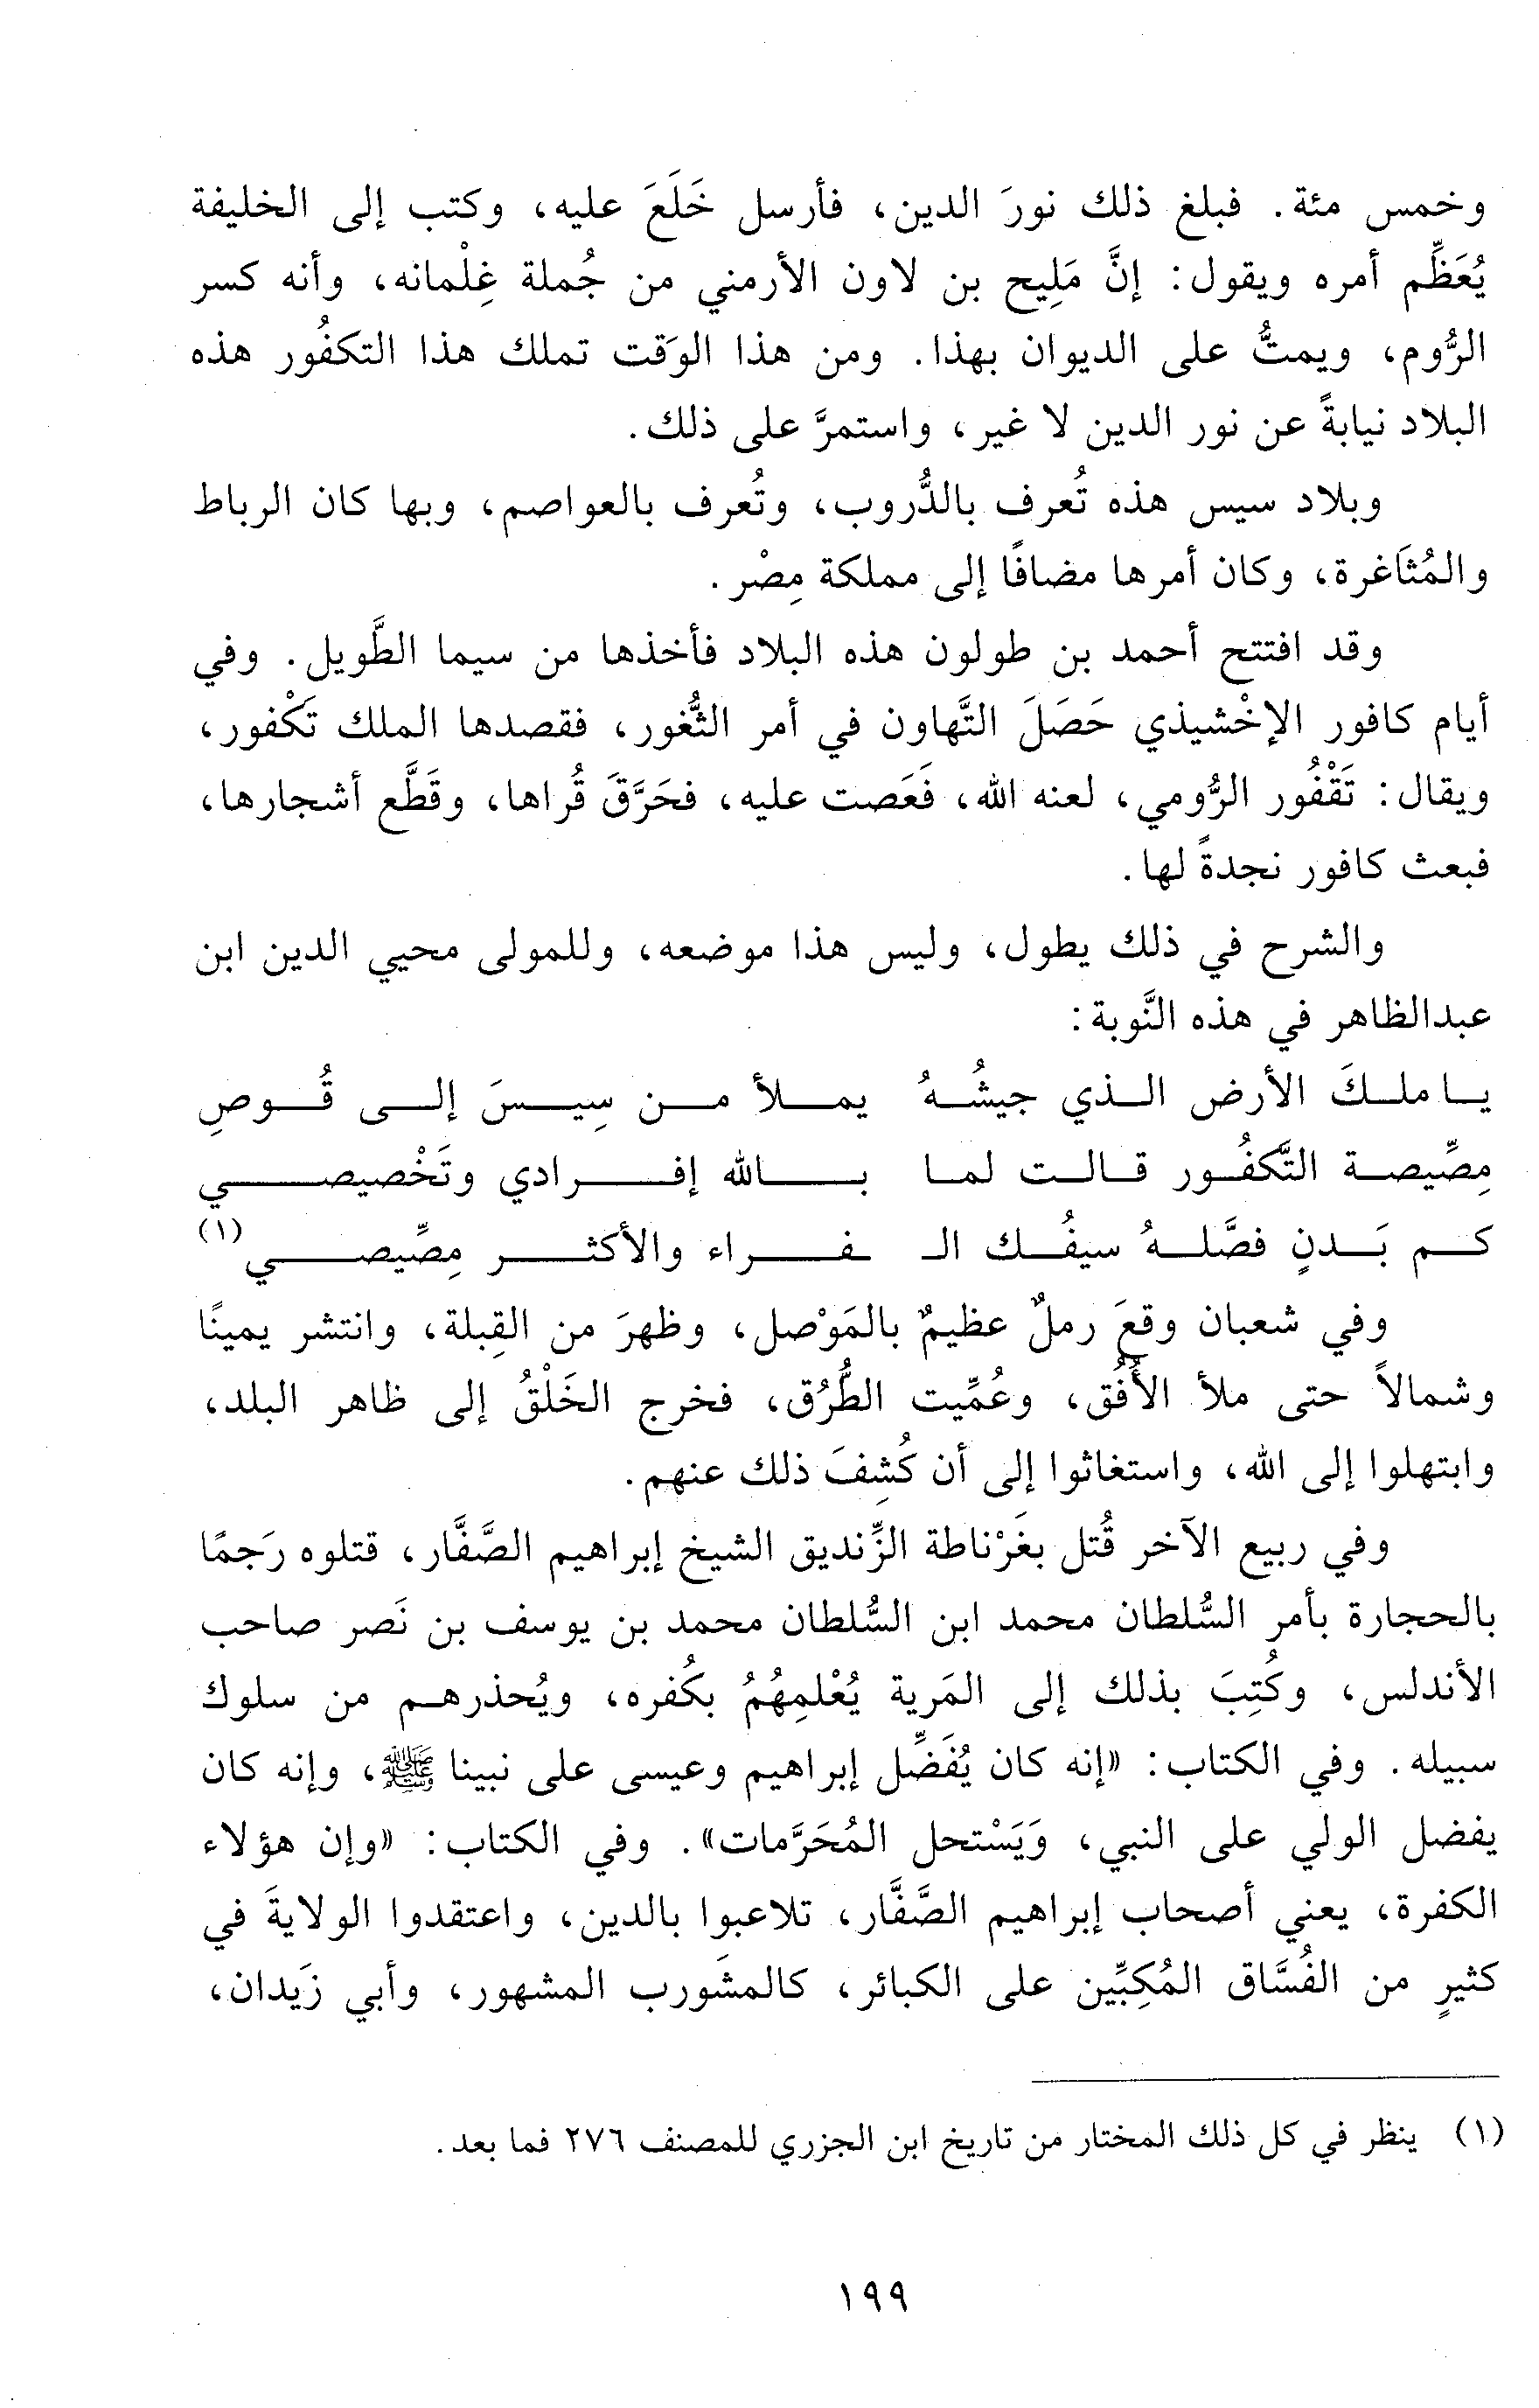 وخمس مئة. فبلغ ذلك نورَ الدين، فأرسل خَلَعَ عليه، وكتب إلى الخليفة
يُعَظِّم أمره ويقول: إنَّ مَلِيح بن لاون الأرمني من جُملة غِلْمانه، وأنه كسر
الرُّوم، ويمتُّ على الديوان بهذا. ومن هذا الوَقت تملك هذا التكفُور هذه
البلاد نيابةً عن نور الدين لا غير، واستمرَّ على ذلك.
وبلاد سيس هذه تُعرف بالدُّروب، وتُعرف بالعواصم، وبها كان الرباط
والمُثَاغرة، وكان أمرها مضافًا إلى مملكة مِصْر.
وقد افتتح أحمد بن طولون هذه البلاد فأخذها من سيما الطَّويل. وفي
أيام كافور الإخْشيذي حَصَلَ التَّهاون في أمر الثُّغور، فقصدها الملك تَكْفور،
ويقال: تَقْفُور الرُّومي، لعنه الله، فَعَصت عليه، فحَرَّقَ قُراها، وقَطَّع أشجارها،
فبعث كافور نجدةً لها.
والشرح في ذلك يطول، وليس هذا موضعه، وللمولى محيي الدين ابن
عبدالظاهر في هذه النَّوبة:
يا ملكَ الأرض الذي جيشُهُ يملأ من سِيسَ إلى قُوصِ
مِصِّيصة التَّكفُور قالت لما بالله إفرادي وتَخْصيصي
كم بَدنٍ فصَّلهُ سيفُك الـ ـفراء والأكثر مِصِّيصي(١)
وفي شعبان وقعَ رملٌ عظيمٌ بالمَوْصل، وظهرَ من القِبلة، وانتشر يمينًا
وشمالاً حتى ملأ الأُفُق، وعُمِّيت الطُّرُق، فخرج الخَلْقُ إلى ظاهر البلد،
وابتهلوا إلى الله، واستغاثوا إلى أن كُشِفَ ذلك عنهم.
وفي ربيع الآخر قُتل بغَرْناطة الزِّنديق الشيخ إبراهيم الصَّفَّار، قتلوه رَجمًا
بالحجارة بأمر السُّلطان محمد ابن السُّلطان محمد بن يوسف بن نَصر صاحب
الأندلس، وكُتِبَ بذلك إلى المَرية يُعْلمِهُمُ بكُفره، ويُحذرهم من سلوك
سبيله. وفي الكتاب: «إنه كان يُفَضِّل إبراهيم وعيسى على نبينا ﷺ، وإنه كان
يفضل الولي على النبي، وَيَسْتحل المُحَرَّمات». وفي الكتاب: «وإن هؤلاء
الكفرة، يعني أصحاب إبراهيم الصَّفَّار، تلاعبوا بالدين، واعتقدوا الولايةَ في
كثيرٍ من الفُسَّاق المُكِبِّين على الكبائر، كالمشَورب المشهور، وأبي زَيدان،
(١) ينظر في كل ذلك المختار من تاريخ ابن الجزري للمصنف ٢٧٦ فما بعد.
١٩٩